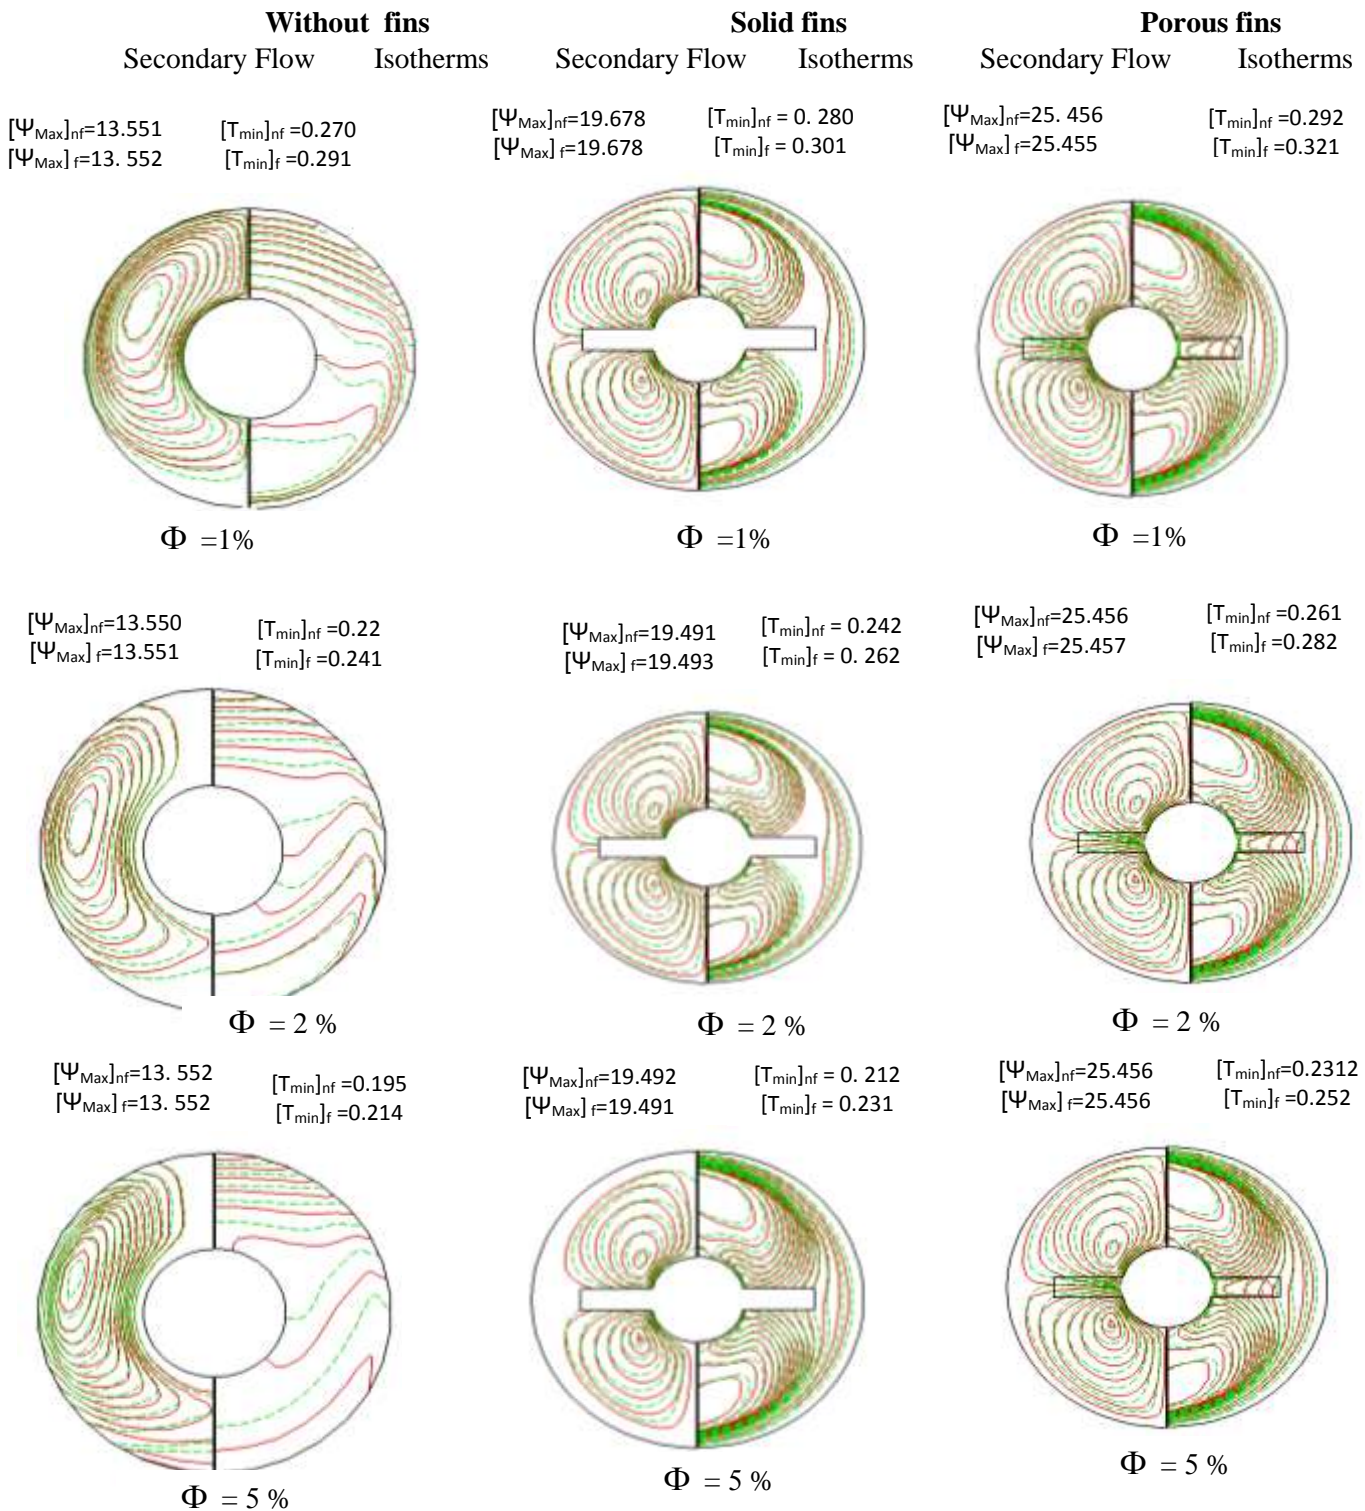 Without fins Solid fins Porous fins
Secondary Flow Isotherms Secondary Flow Isotherms Secondary Flow Isotherms
[ΨMax]nf=13.551 [Tmin]nf =0.270 [ΨMax]nf=19.678 [Tmin]nf = 0. 280 [ΨMax]nf=25. 456 [Tmin]nf =0.292
[ΨMax] f=13. 552 [Tmin]f =0.291 [ΨMax] f=19.678 [Tmin]f = 0.301 [ΨMax] f=25.455 [Tmin]f =0.321
Φ =1% Φ =1% Φ =1%
[ΨMax]nf=13.550 [Tmin]nf =0.22 [ΨMax]nf=19.491 [Tmin]nf = 0.242 [ΨMax]nf=25.456 [Tmin]nf =0.261
[ΨMax] f=13.551 [Tmin]f =0.241 [ΨMax] f=19.493 [Tmin]f = 0. 262 [ΨMax] f=25.457 [Tmin]f =0.282
Φ = 2 % Φ = 2 % Φ = 2 %
[ΨMax]nf=13. 552 [Tmin]nf =0.195 [ΨMax]nf=19.492 [Tmin]nf = 0. 212 [ΨMax]nf=25.456 [Tmin]nf=0.2312
[ΨMax] f=13. 552 [Tmin]f =0.214 [ΨMax] f=19.491 [Tmin]f = 0.231 [ΨMax] f=25.456 [Tmin]f =0.252
Φ = 5 % Φ = 5 % Φ = 5 %